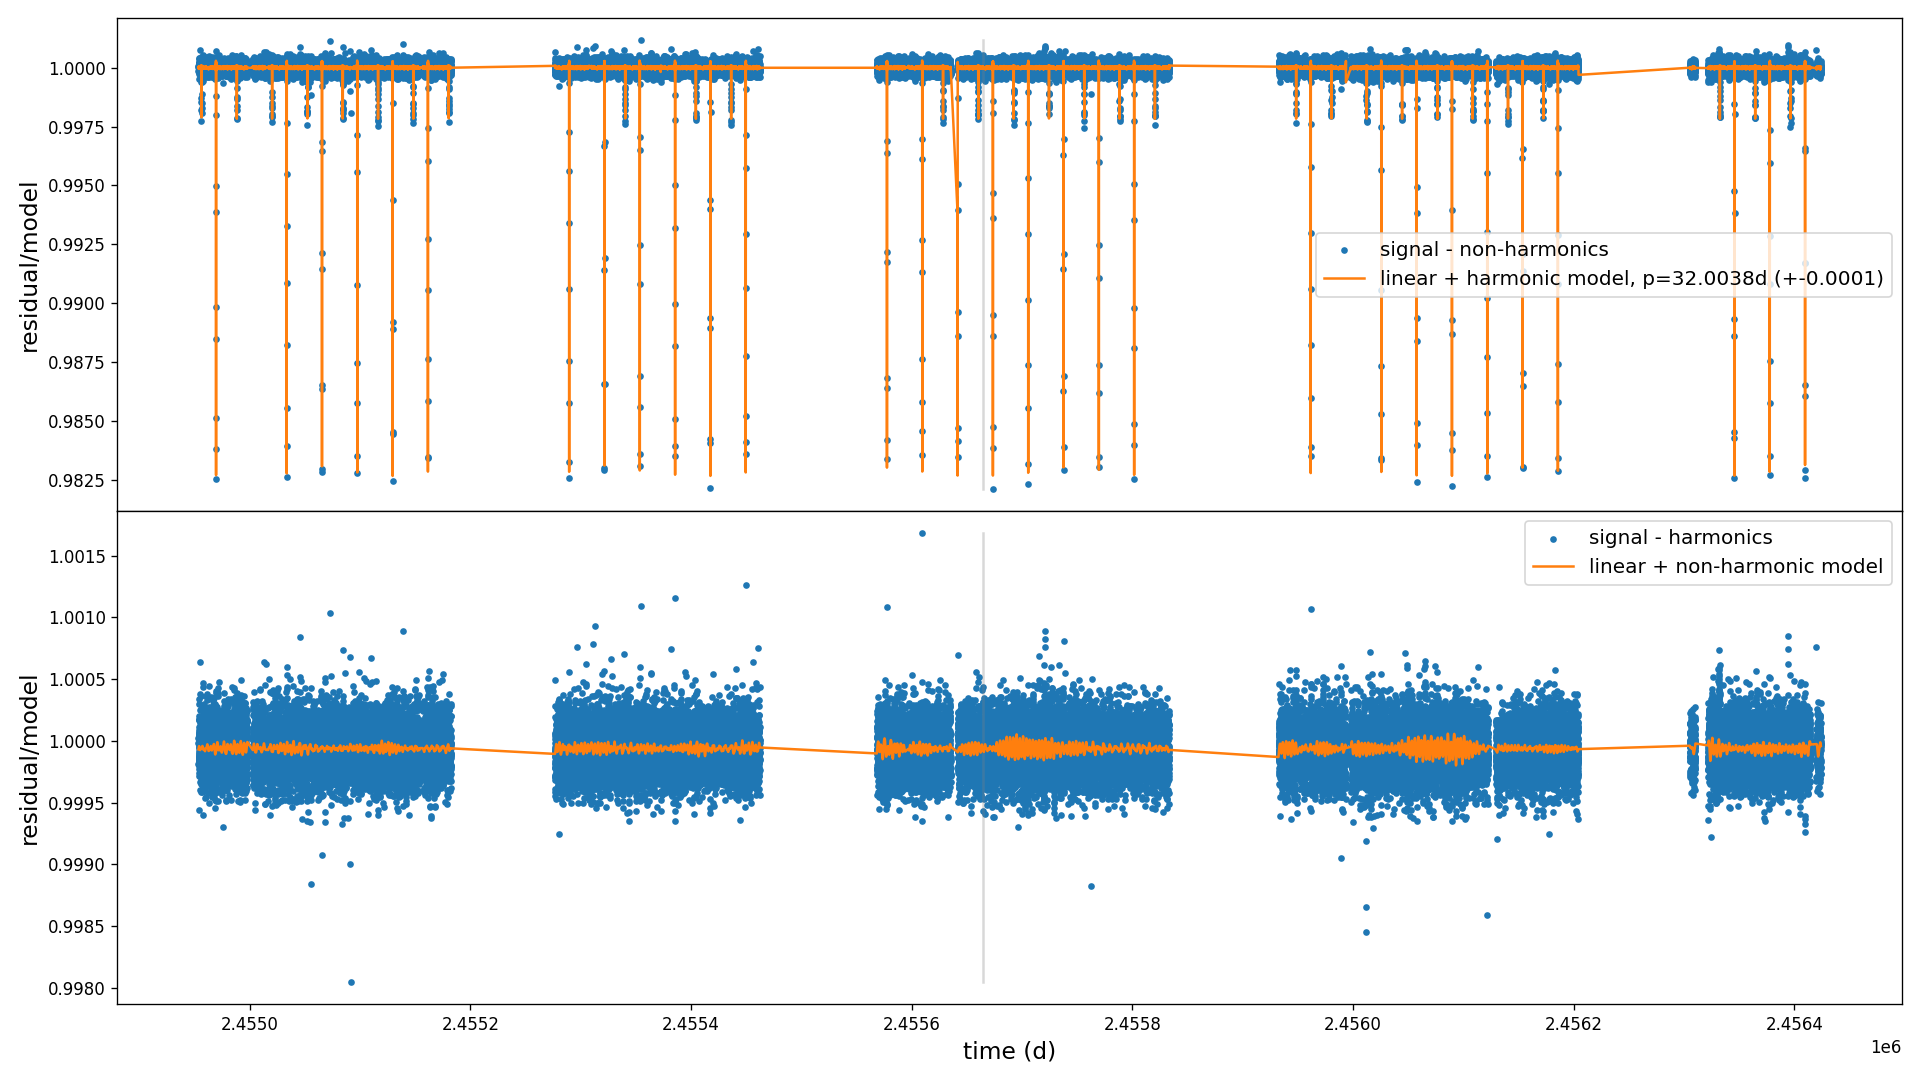 1.0000
0.9975
0.9950
0.9925
0.9900
0.9875
0.9850
0.9825
residual/model
signal - non-harmonics
linear + harmonic model, p=32.0038d (+-0.0001)
1.0015
1.0010
1.0005
1.0000
0.9995
0.9990
0.9985
0.9980
residual/model
signal - harmonics
linear + non-harmonic model
2.4550 2.4552 2.4554 2.4556 2.4558 2.4560 2.4562 2.4564
time (d)
1e6